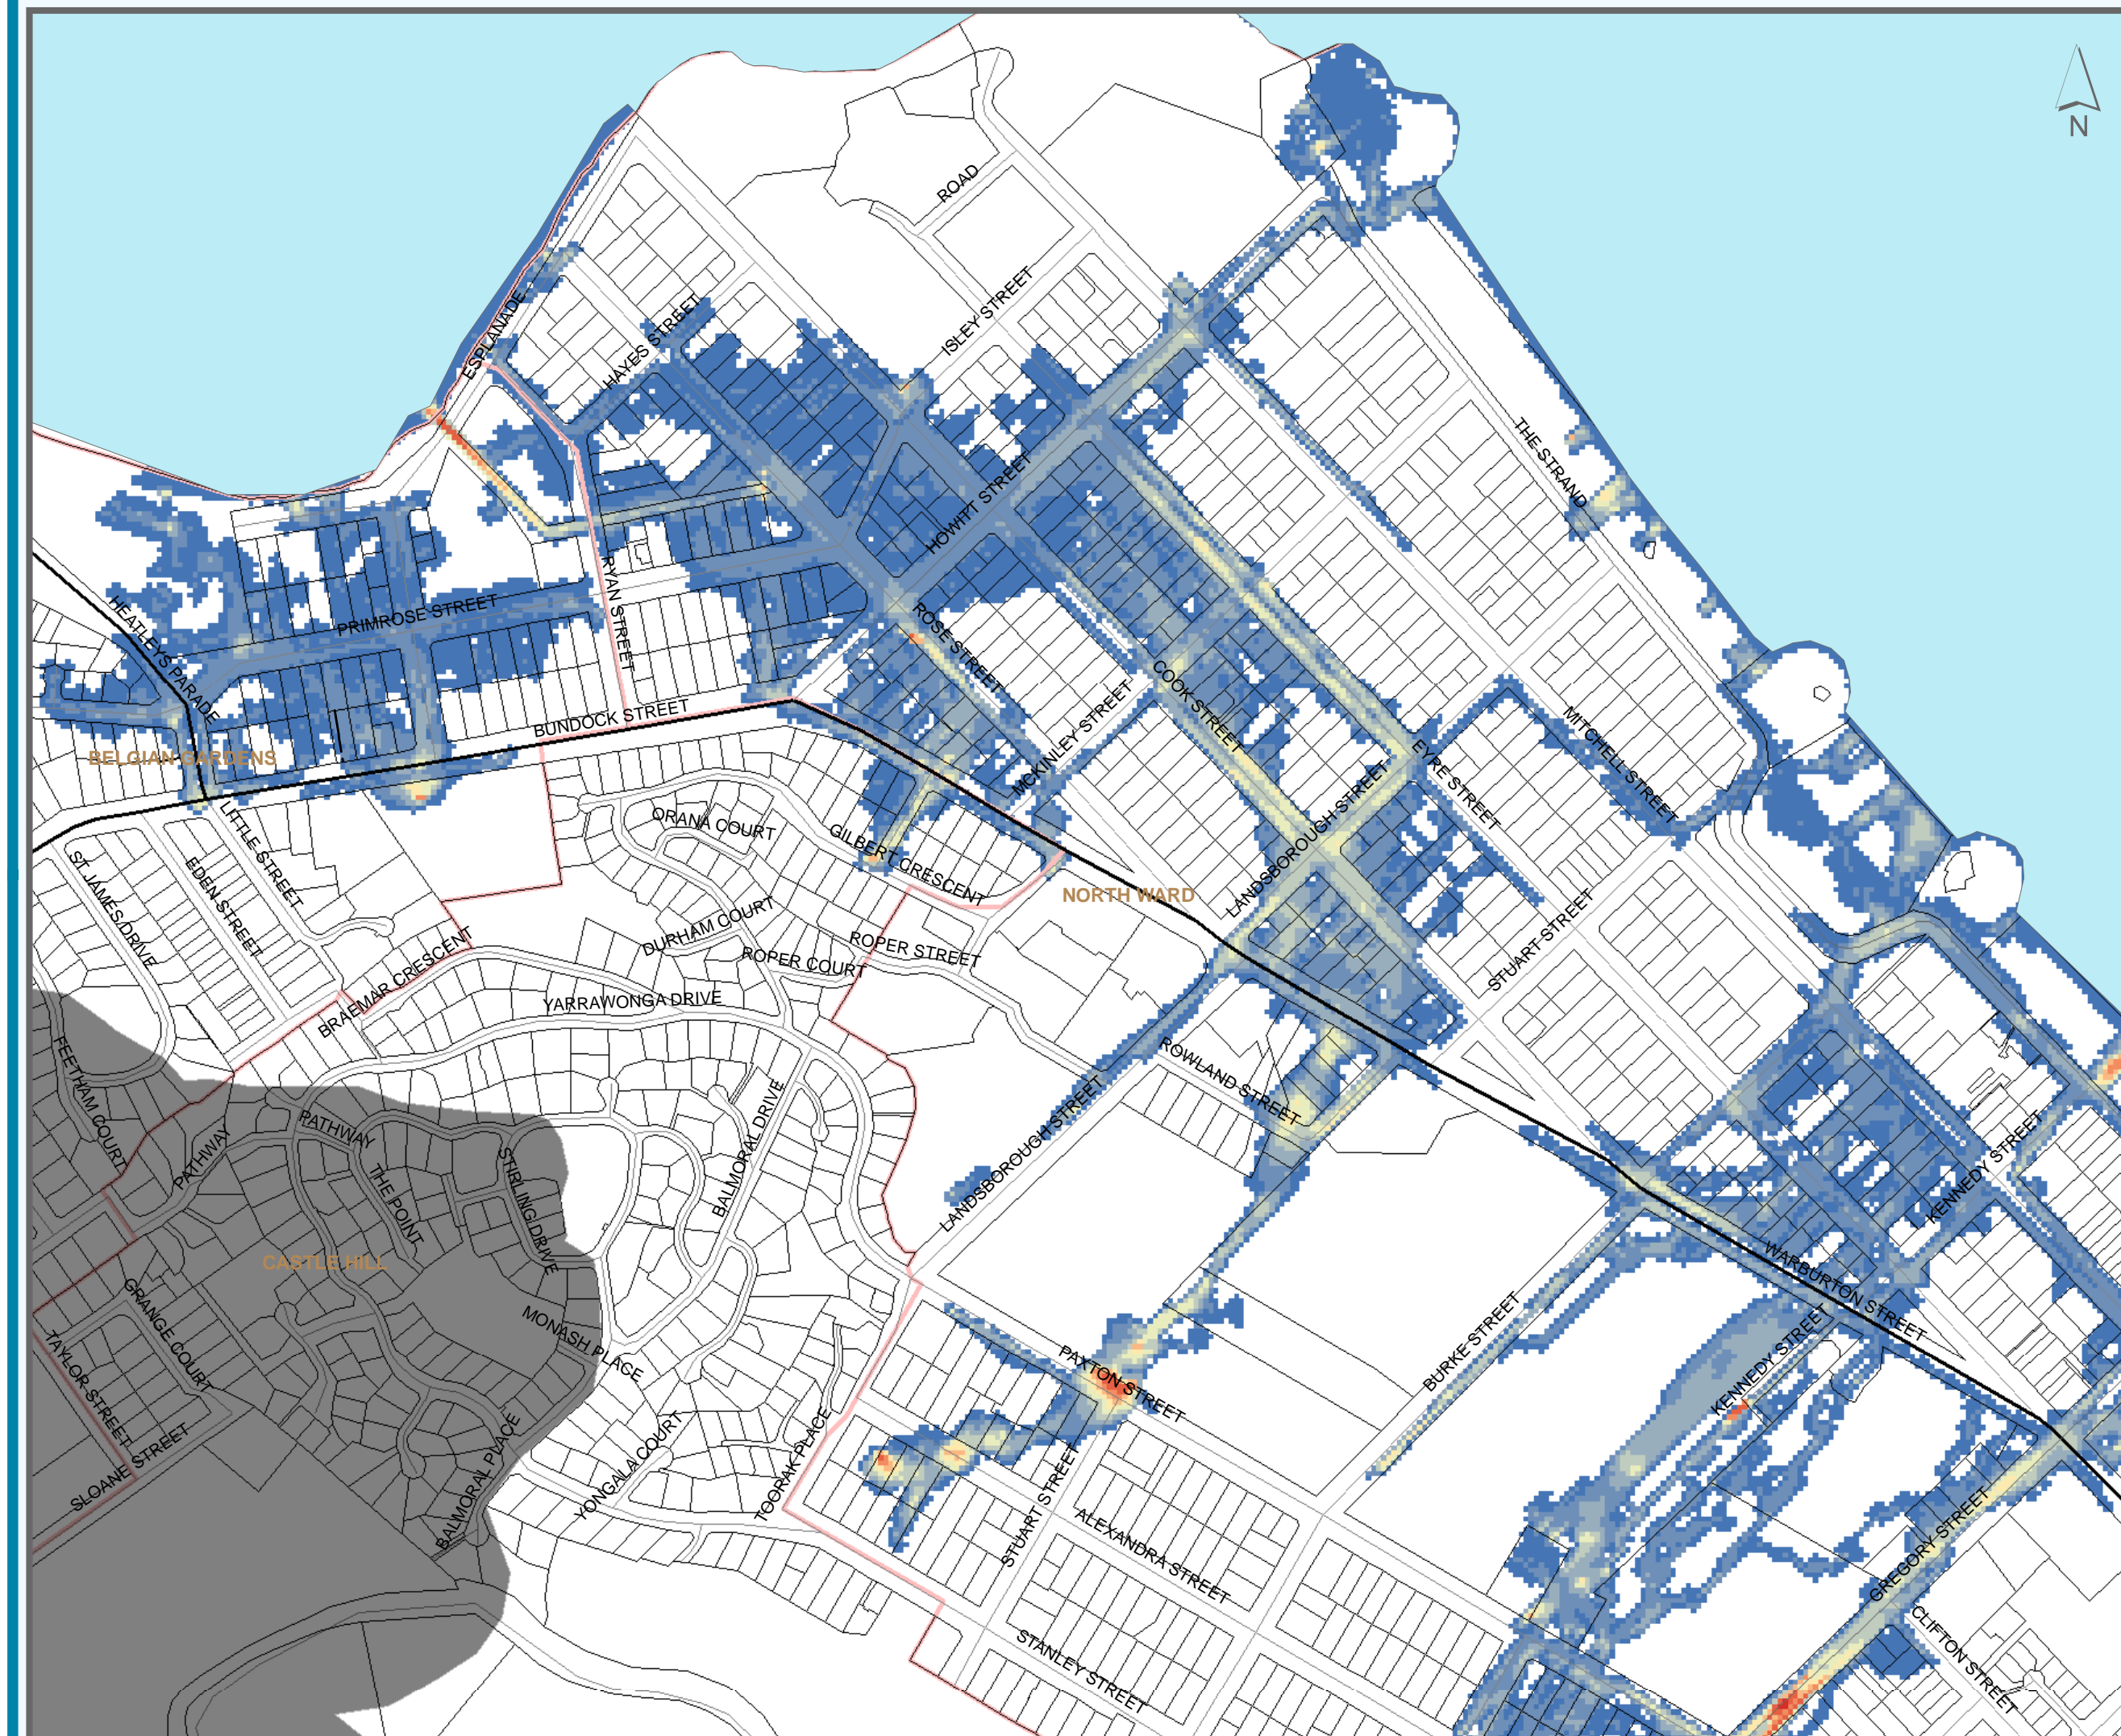 N
ROAD
ISLEY STREET
HAYES STREET
ESPLANADE
THE STRAND
HOWITT STREET
RYAN STREET
PRIMROSE STREET
HEATLEYS PARADE
ROSE STREET
COOK STREET
MCKINLEY STREET
MITCHELL STREET
EYRE STREET
BUNDOCK STREET
BELGIAN GARDENS
LITTLE STREET
ORANA COURT
GILBERT CRESCENT
LANDSBOROUGH STREET
NORTH WARD
EDEN STREET
ST JAMES DRIVE
DURHAM COURT
ROPER STREET
ROPER COURT
STUART STREET
BRAEMAR CRESCENT
YARRAWONGA DRIVE
FEETHAM COURT
ROWLAND STREET
LANDSBOROUGH STREET
PATHWAY
PATHWAY
THE POINT
STIRLING DRIVE
BALMORAL DRIVE
KENNEDY STREET
CASTLE HILL
WARBURTON STREET
GRANGE COURT
TAYLOR STREET
MONASH PLACE
PAXTON STREET
BURKE STREET
KENNEDY STREET
SLOANE STREET
BALMORAL PLACE
YONGALA COURT
TOORAK PLACE
STUART STREET
ALEXANDRA STREET
GREGORY STREET
CLIFTON STREET
STANLEY STREET